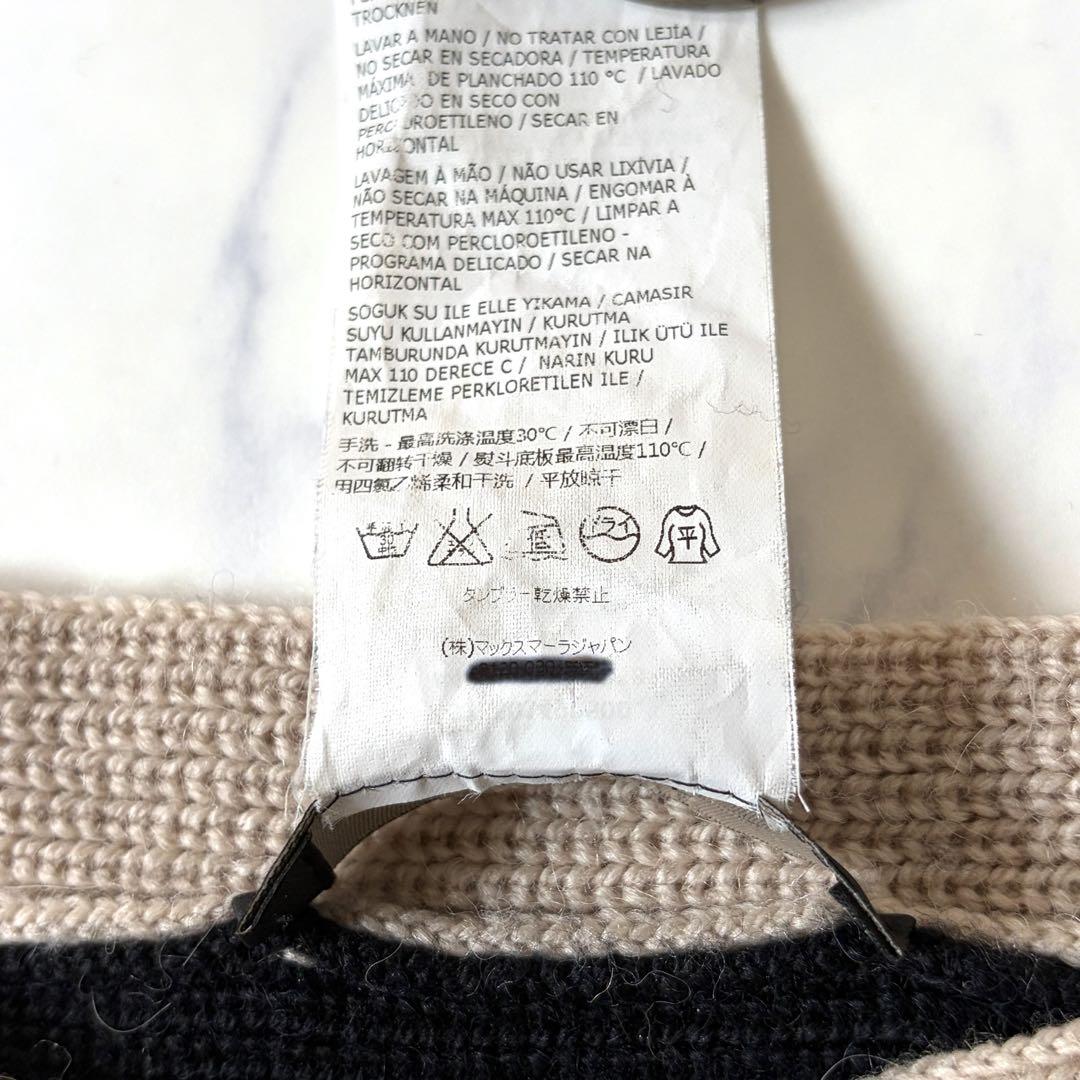 TROCKNEN
LAVAR A MANO / NO TRATAR CON LEJÍA /
NO SECAR EN SECADORA / TEMPERATURA
MÁXIMA DE PLANCHADO 110 °C / LAVADO
EN SECO CON
/ SECAR EN
LAVAGEM À MÃO / NÃO USAR LIXÍVIA /
NÃO SECAR NA MÁQUINA / ENGOMAR À
TEMPERATURA MAX 110°C / LIMPAR A
SECO COM PERCLOROETILENO -
PROGRAMA DELICADO / SECAR NA
HORIZONTAL
SOGUK SU ILE ELLE YIKAMA / CAMASIR
SUYU KULLANMAYIN / KURUTMA
TAMBURUNDA KURUTMAYIN / ILIK ÜTÜ ILE
MAX 110 DERECE C / NARIN KURU
TEMIZLEME PERKLORETILEN ILE /
KURUTMA
手洗 - 最高洗涤温度30℃ / 不可漂白 /
不可翻转干燥 / 熨斗底板最高温度110℃ /
用四氯乙烯柔和干洗 / 平放晾干
30 ドライ 平
タンブラー乾燥禁止
(株)マックスマーラジャパン